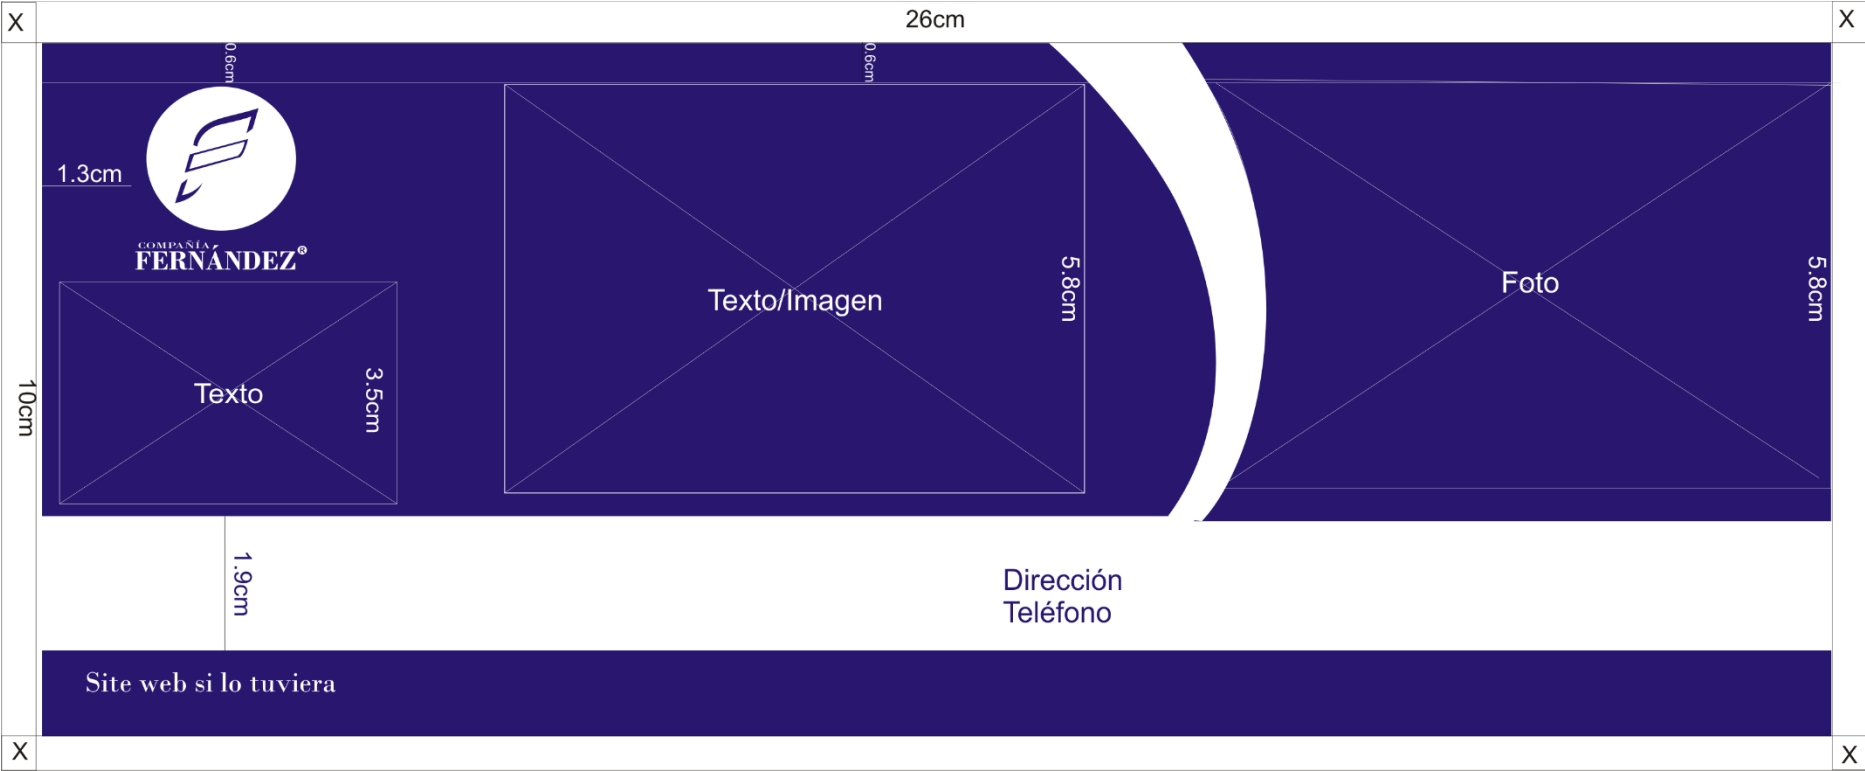 X
26cm
X
0.6cm
0.6cm
1.3cm
COMPAÑÍA
FERNÁNDEZ®
Texto/Imagen
5.8cm
Foto
5.8cm
Texto
3.5cm
10cm
1.9cm
Dirección
Teléfono
Site web si lo tuviera
X
X